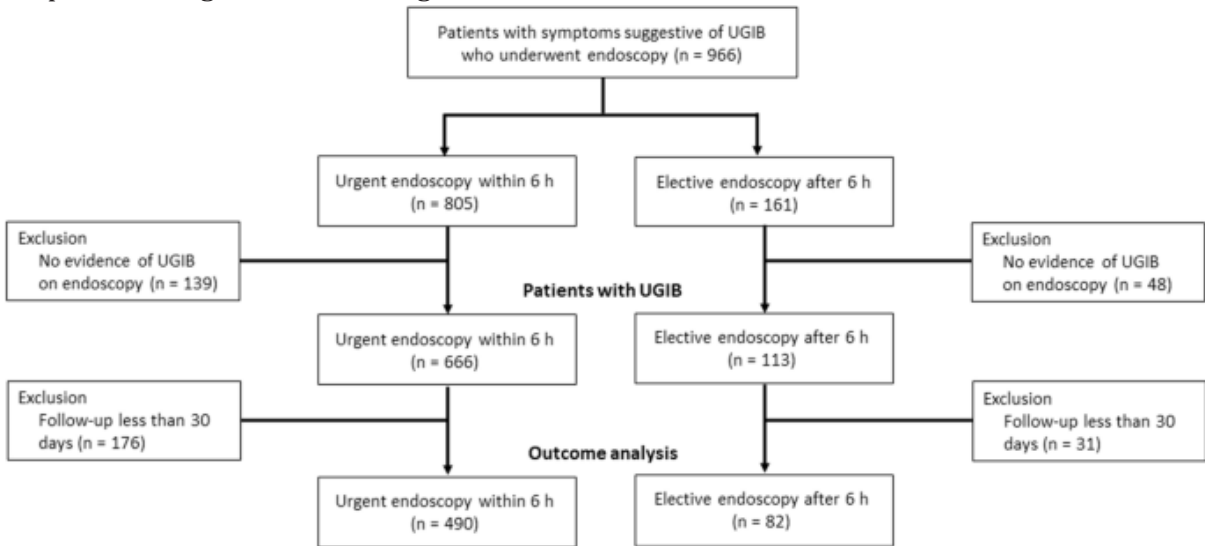 Patients with symptoms suggestive of UGIB
who underwent endoscopy (n = 966)
Urgent endoscopy within 6 h
(n = 805)
Elective endoscopy after 6 h
(n = 161)
Exclusion
No evidence of UGIB
on endoscopy (n = 139)
Exclusion
No evidence of UGIB
on endoscopy (n = 48)
Patients with UGIB
Urgent endoscopy within 6 h
(n = 666)
Elective endoscopy after 6 h
(n = 113)
Exclusion
Follow-up less than 30
days (n = 176)
Exclusion
Follow-up less than 30
days (n = 31)
Outcome analysis
Urgent endoscopy within 6 h
(n = 490)
Elective endoscopy after 6 h
(n = 82)